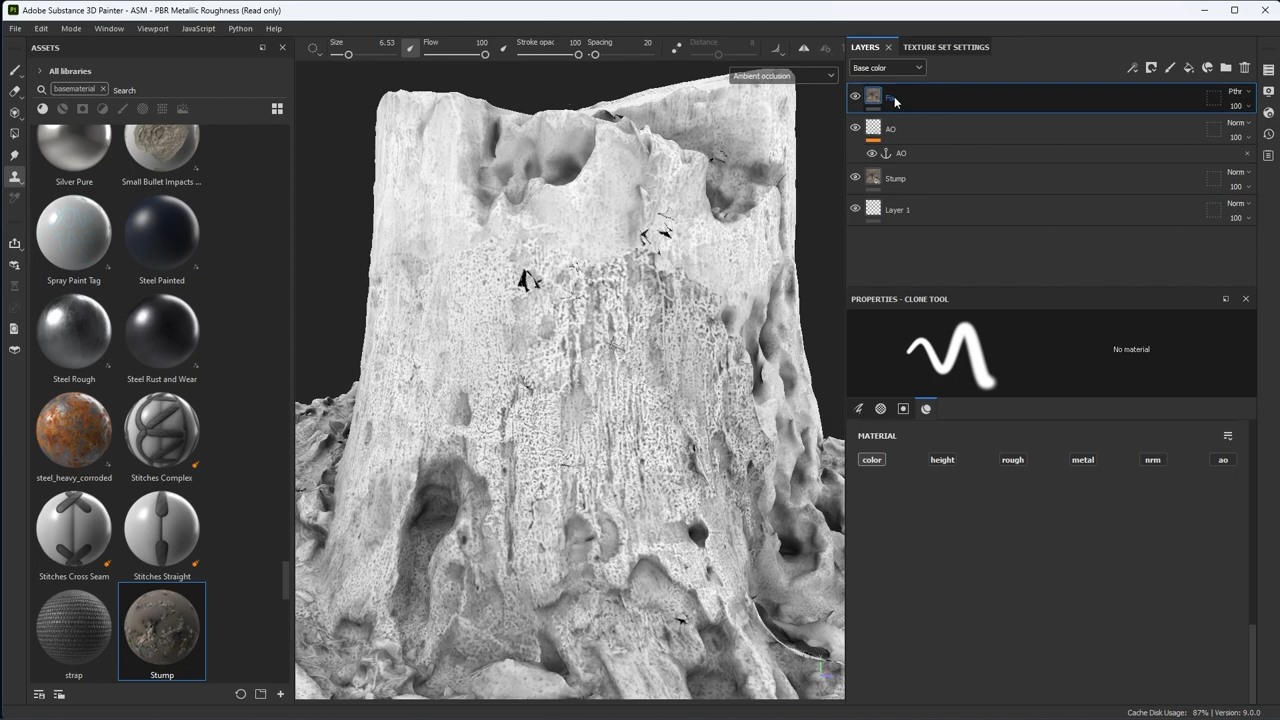 Adobe Substance 3D Painter - ASM - PBR Metallic Roughness (Read only)
File Edit Mode Window Viewport JavaScript Python Help
ASSETS
All libraries
basematerial
Search
Silver Pure
Small Bullet Impacts ...
Spray Paint Tag
Steel Painted
Steel Rough
Steel Rust and Wear
steel_heavy_corroded
Stitches Complex
Stitches Cross Seam
Stitches Straight
strap
Stump
Size 6.53
Flow 100
Stroke opac 100
Spacing 20
Distance 8
Ambient occlusion
LAYERS
TEXTURE SET SETTINGS
Base color
Pthr
100
AO
Norm
100
AO
Stump
Norm
100
Layer 1
Norm
100
PROPERTIES - CLONE TOOL
No material
MATERIAL
color height rough metal nrm ao
Cache Disk Usage: 87% | Version: 9.0.0